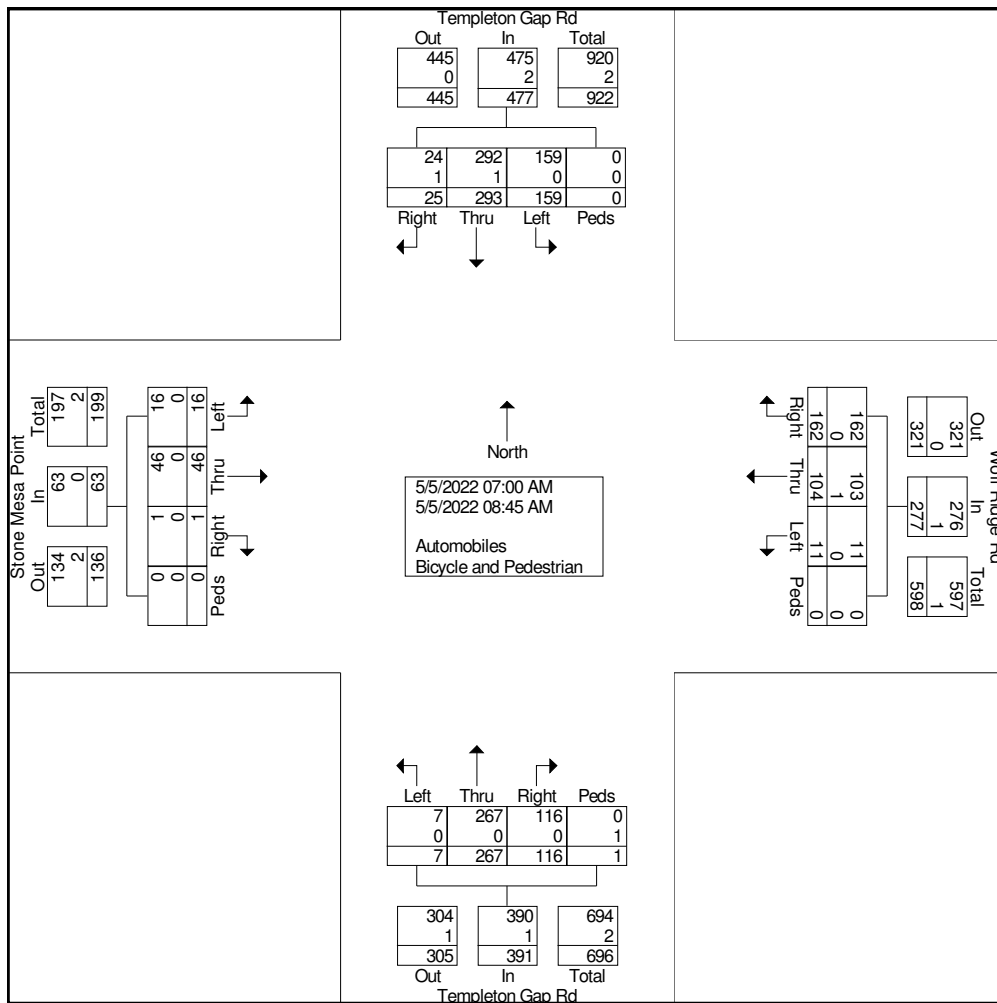 Templeton Gap Rd
Out In Total
445 475 920
0 2 2
445 477 922
24 292 159 0
1 1 0 0
25 293 159 0
Right Thru Left Peds
Stone Mesa Point
Total In Out
197 63 134
2 0 2
199 63 136
16 46 1 0
0 0 0 0
16 46 1 0
Left Thru Right Peds
North
5/5/2022 07:00 AM
5/5/2022 08:45 AM
Automobiles
Bicycle and Pedestrian
Wolf Ridge Rd
Out In Total
321 276 597
0 1 1
321 277 598
162 103 11 0
0 1 0 0
162 104 11 0
Right Thru Left Peds
Left Thru Right Peds
7 267 116 0
0 0 0 1
7 267 116 1
304 390 694
1 1 2
305 391 696
Out In Total
Templeton Gap Rd